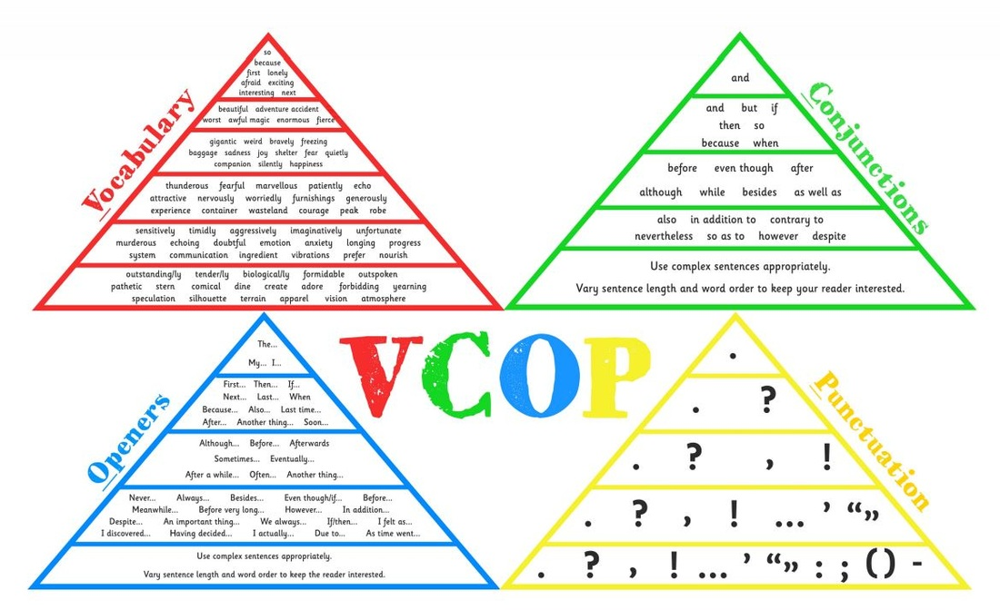 Vocabulary
so
because
first lonely
afraid exciting
interesting next
beautiful adventure accident
worst awful magic enormous fierce
gigantic weird bravely freezing
baggage sadness joy shelter fear quietly
companion silently happiness
thunderous fearful marvellous patiently echo
attractive nervously worriedly furnishings generously
experience container wasteland courage peak robe
sensitively timidly aggressively imaginatively unfortunate
murderous echoing doubtful emotion anxiety longing progress
system communication ingredient vibrations prefer nourish
outstanding/ly tender/ly biological/ly formidable outspoken
pathetic stern comical dine create adore forbidding yearning
speculation silhouette terrain apparel vision atmosphere
Conjunctions
and
and but if
then so
because when
before even though after
although while besides as well as
also in addition to contrary to
nevertheless so as to however despite
Use complex sentences appropriately.
Vary sentence length and word order to keep your reader interested.
VCOP
Openers
The...
My... I...
First... Then... If...
Next... Last... When
Because... Also... Last time...
After... Another thing... Soon...
Although... Before... Afterwards
Sometimes... Eventually...
After a while... Often... Another thing...
Never... Always... Besides... Even though/if... Before...
Meanwhile... Before very long... However... In addition...
Despite... An important thing... We always... If/then... I felt as...
I discovered... Having decided... I actually... Due to... As time went...
Use complex sentences appropriately.
Vary sentence length and word order to keep the reader interested.
Punctuation
.
. ?
. ? , !
. ? , ! ... ’ “”
. ? , ! ... ’ “” : ; () -